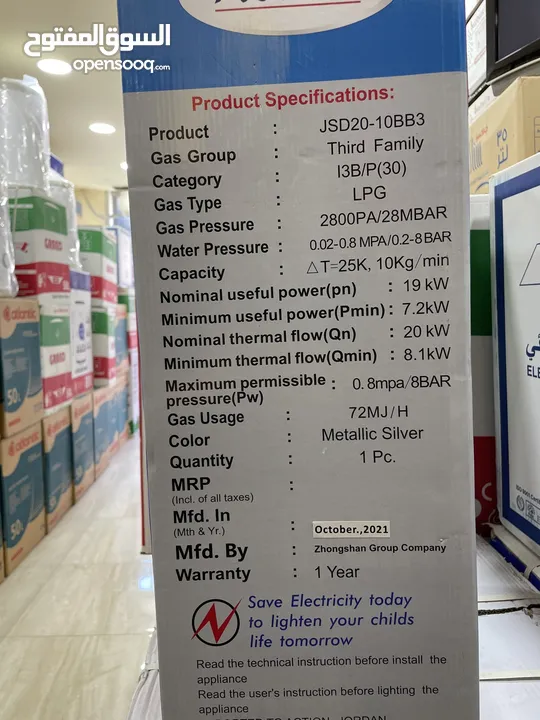 السوق المفتوح
opensooq.com
Product Specifications:
Product : JSD20-10BB3
Gas Group : Third Family
Category : I3B/P(30)
Gas Type : LPG
Gas Pressure : 2800PA/28MBAR
Water Pressure : 0.02-0.8 MPA/0.2-8BAR
Capacity : △T=25K, 10Kg/min
Nominal useful power(pn) : 19 kW
Minimum useful power(Pmin) : 7.2kW
Nominal thermal flow(Qn) : 20 kW
Minimum thermal flow(Qmin) : 8.1kW
Maximum permissible : 0.8mpa/8BAR
pressure(Pw)
Gas Usage : 72MJ/H
Color : Metallic Silver
Quantity : 1 Pc.
MRP :
(Incl. of all taxes)
Mfd. In : October.,2021
(Mth & Yr.)
Mfd. By : Zhongshan Group Company
Warranty : 1 Year
Save Electricity today
to lighten your childs
life tomorrow
Read the technical instruction before install the
appliance
Read the user's instruction before lighting the
appliance
atlantic
50
atlantic
50